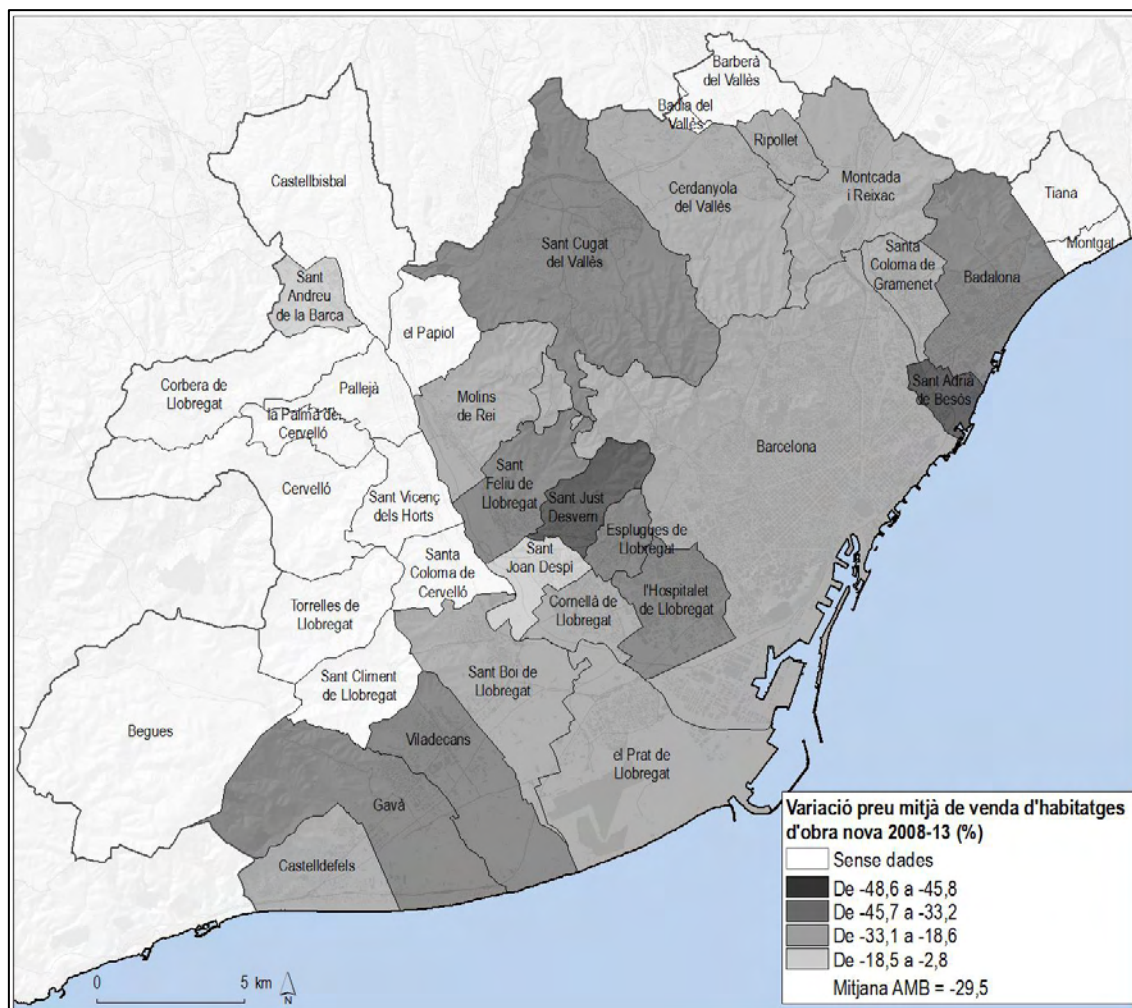 Barberà
del Vallès
Badia del
Vallès
Ripollet
Castellbisbal
Cerdanyola
del Vallès
Montcada
i Reixac
Tiana
Montgat
Sant Cugat
del Vallès
Santa
Coloma de
Gramenet
Badalona
Sant
Andreu
de la Barca
el Papiol
Corbera de
Llobregat
Pallejà
Molins
de Rei
Sant Adrià
de Besòs
la Palma de
Cervelló
Barcelona
Cervelló
Sant Vicenç
dels Horts
Sant
Feliu de
Llobregat
Sant Just
Desvern
Esplugues de
Llobregat
Santa
Coloma de
Cervelló
Sant
Joan Despí
Torrelles de
Llobregat
Cornellà de
Llobregat
l'Hospitalet
de Llobregat
Sant Climent
de Llobregat
Sant Boi de
Llobregat
Begues
Viladecans
el Prat de
Llobregat
Gavà
Castelldefels
Variació preu mitjà de venda d'habitatges
d'obra nova 2008-13 (%)
Sense dades
De -48,6 a -45,8
De -45,7 a -33,2
De -33,1 a -18,6
De -18,5 a -2,8
Mitjana AMB = -29,5
0 5 km
N